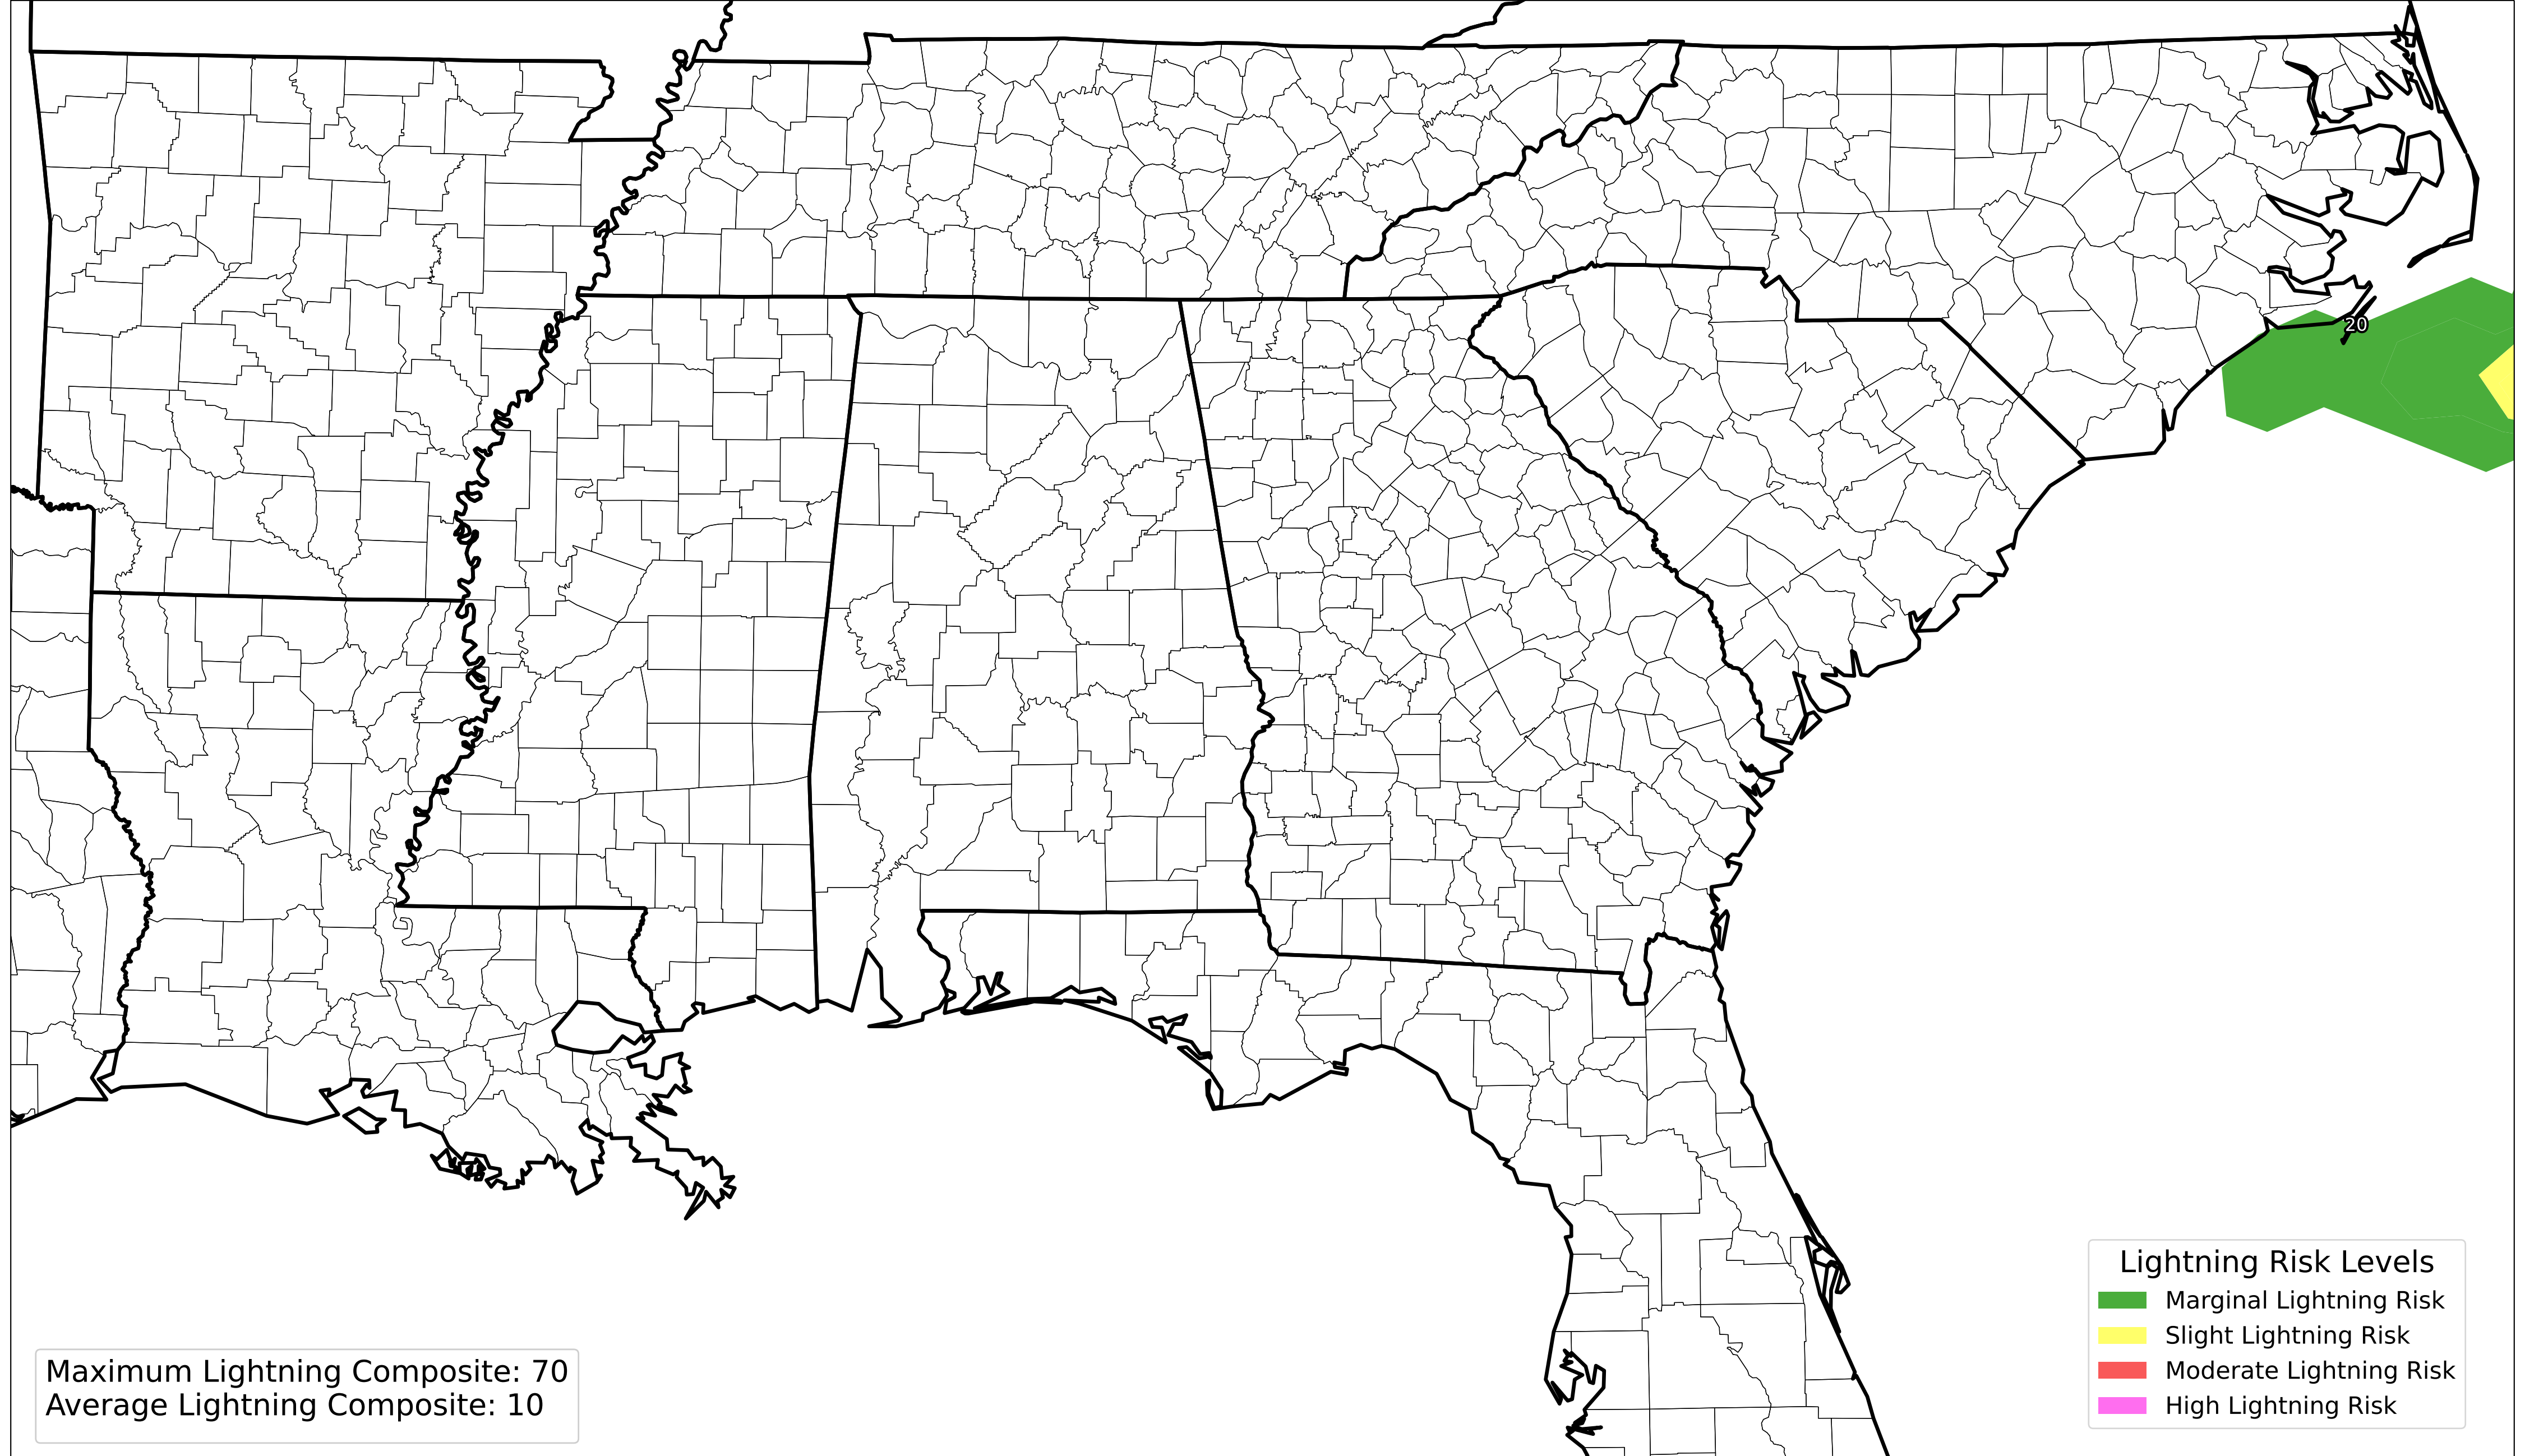 20
Lightning Risk Levels
Marginal Lightning Risk
Slight Lightning Risk
Moderate Lightning Risk
High Lightning Risk
Maximum Lightning Composite: 70
Average Lightning Composite: 10